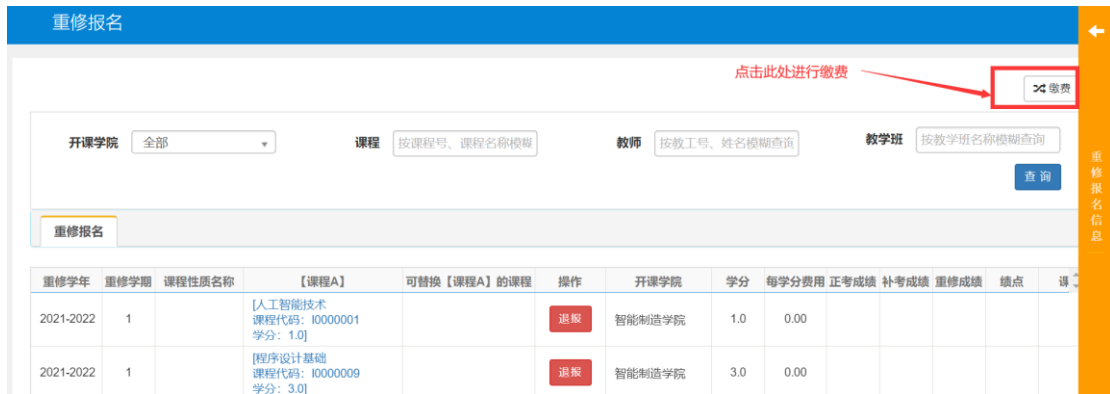 重修报名
点击此处进行缴费
缴费
开课学院 全部 课程 按课程号、课程名称模糊 教师 按教工号、姓名模糊查询 教学班 按教学班名称模糊查询
查 询
重修报名
重修学年 重修学期 课程性质名称 【课程A】 可替换【课程A】的课程 操作 开课学院 学分 每学分费用 正考成绩 补考成绩 重修成绩 绩点 课
2021-2022 1 [人工智能技术 退报 智能制造学院 1.0 0.00
课程代码：I0000001
学分：1.0]
2021-2022 1 [程序设计基础 退报 智能制造学院 3.0 0.00
课程代码：I0000009
学分：3.0]
重修报名信息